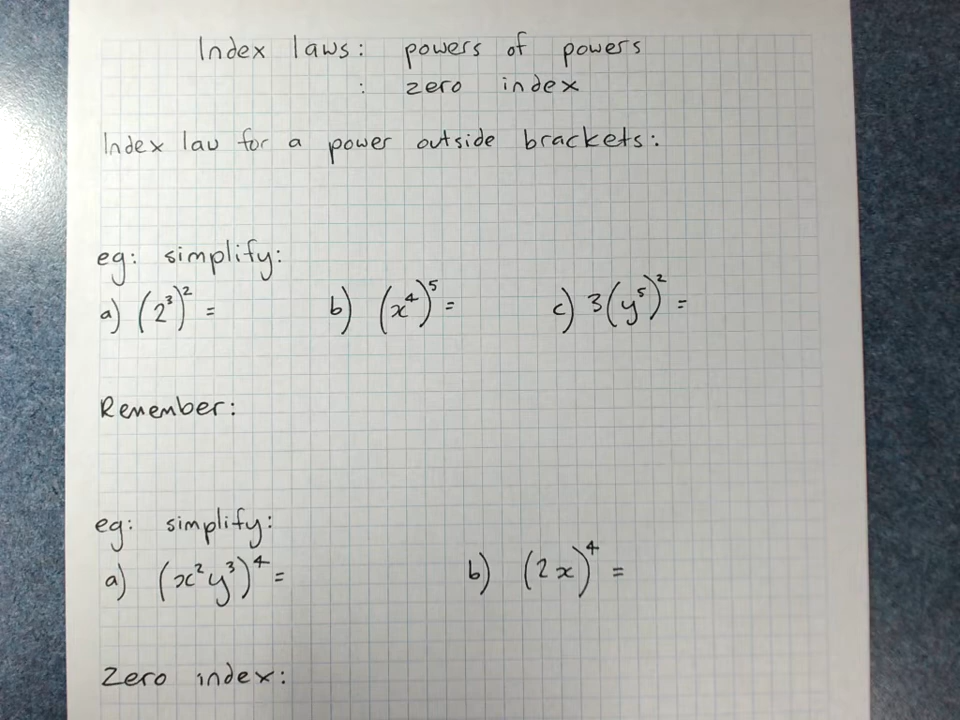 Index laws: powers of powers
: zero index
Index law for a power outside brackets:
eg: simplify:
a) (2³)² = b) (x⁴)⁵ = c) 3(y⁵)² =
Remember:
eg: simplify:
a) (x²y³)⁴ = b) (2x)⁴ =
Zero index: